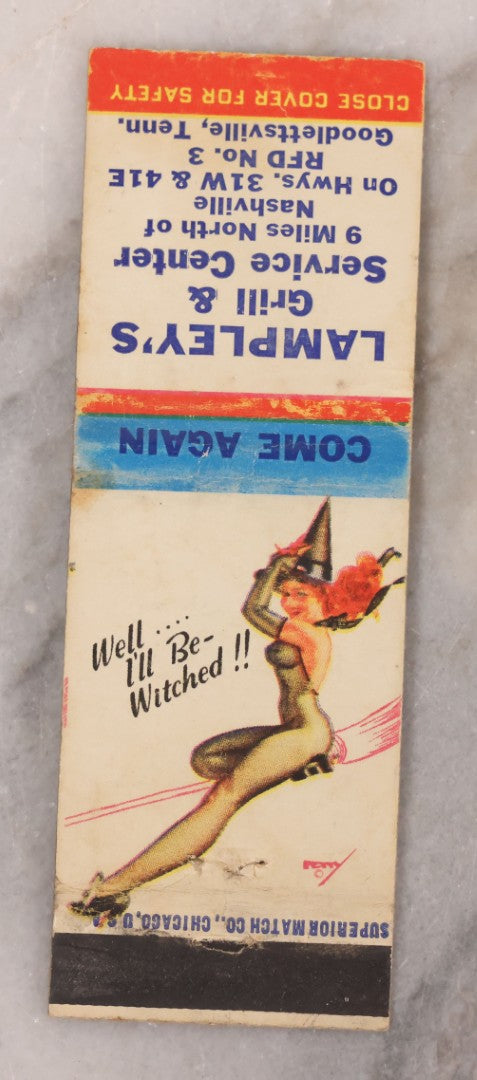 CLOSE COVER FOR SAFETY
LAMPLEY'S
Grill &
Service Center
9 Miles North of
Nashville
On Hwys. 31W & 41E
RFD No. 3
Goodlettsville, Tenn.
COME AGAIN
Well ....
I'll Be-
Witched !!
SUPERIOR MATCH CO., CHICAGO, U.S.A.